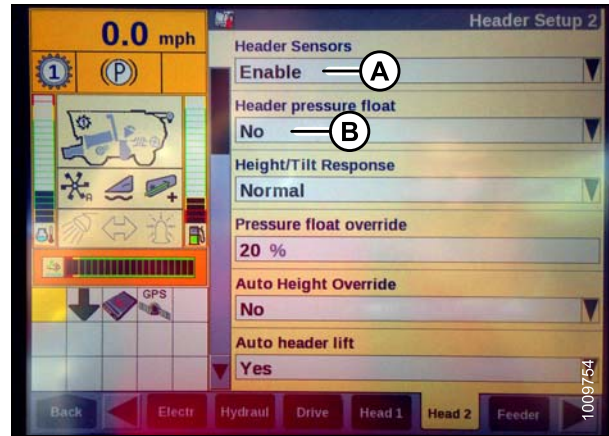 0.0 mph
Header Setup 2
1
(P)
A
GPS
Header Sensors
Enable
A
Header pressure float
No
B
Height/Tilt Response
Normal
Pressure float override
20 %
Auto Height Override
No
Auto header lift
Yes
Back
Electr
Hydraul
Drive
Head 1
Head 2
Feeder
1009754